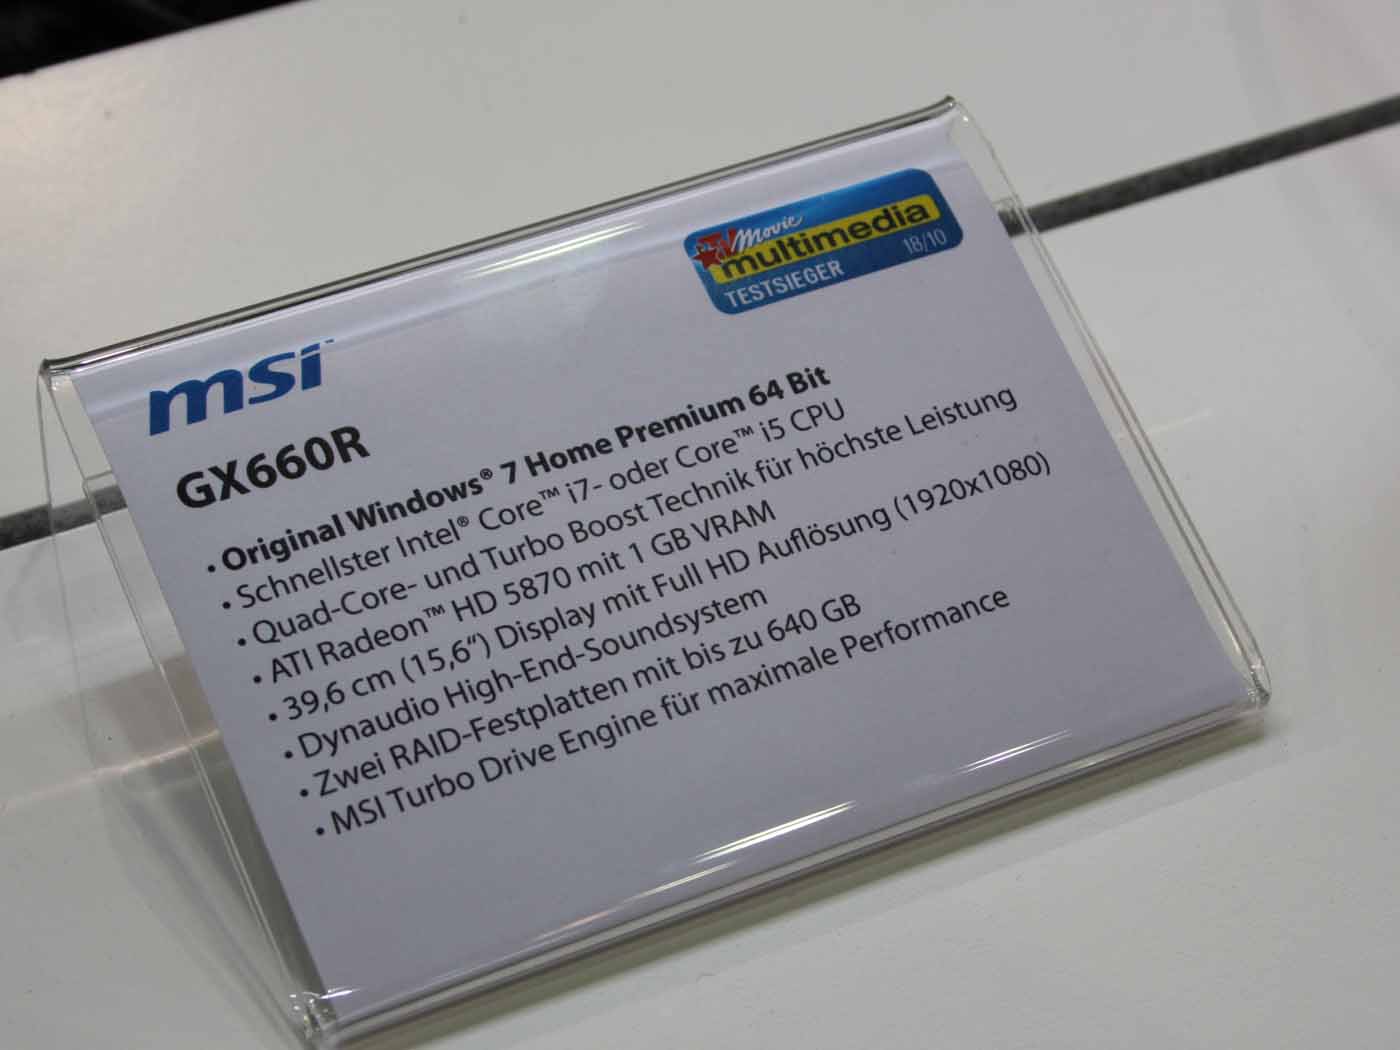 TV Movie
multimedia
TESTSIEGER 18/10
msi
GX660R
• Original Windows® 7 Home Premium 64 Bit
• Schnellster Intel® Core™ i7- oder Core™ i5 CPU
• Quad-Core- und Turbo Boost Technik für höchste Leistung
• ATI Radeon™ HD 5870 mit 1 GB VRAM
• 39,6 cm (15,6“) Display mit Full HD Auflösung (1920x1080)
• Dynaudio High-End-Soundsystem
• Zwei RAID-Festplatten mit bis zu 640 GB
• MSI Turbo Drive Engine für maximale Performance